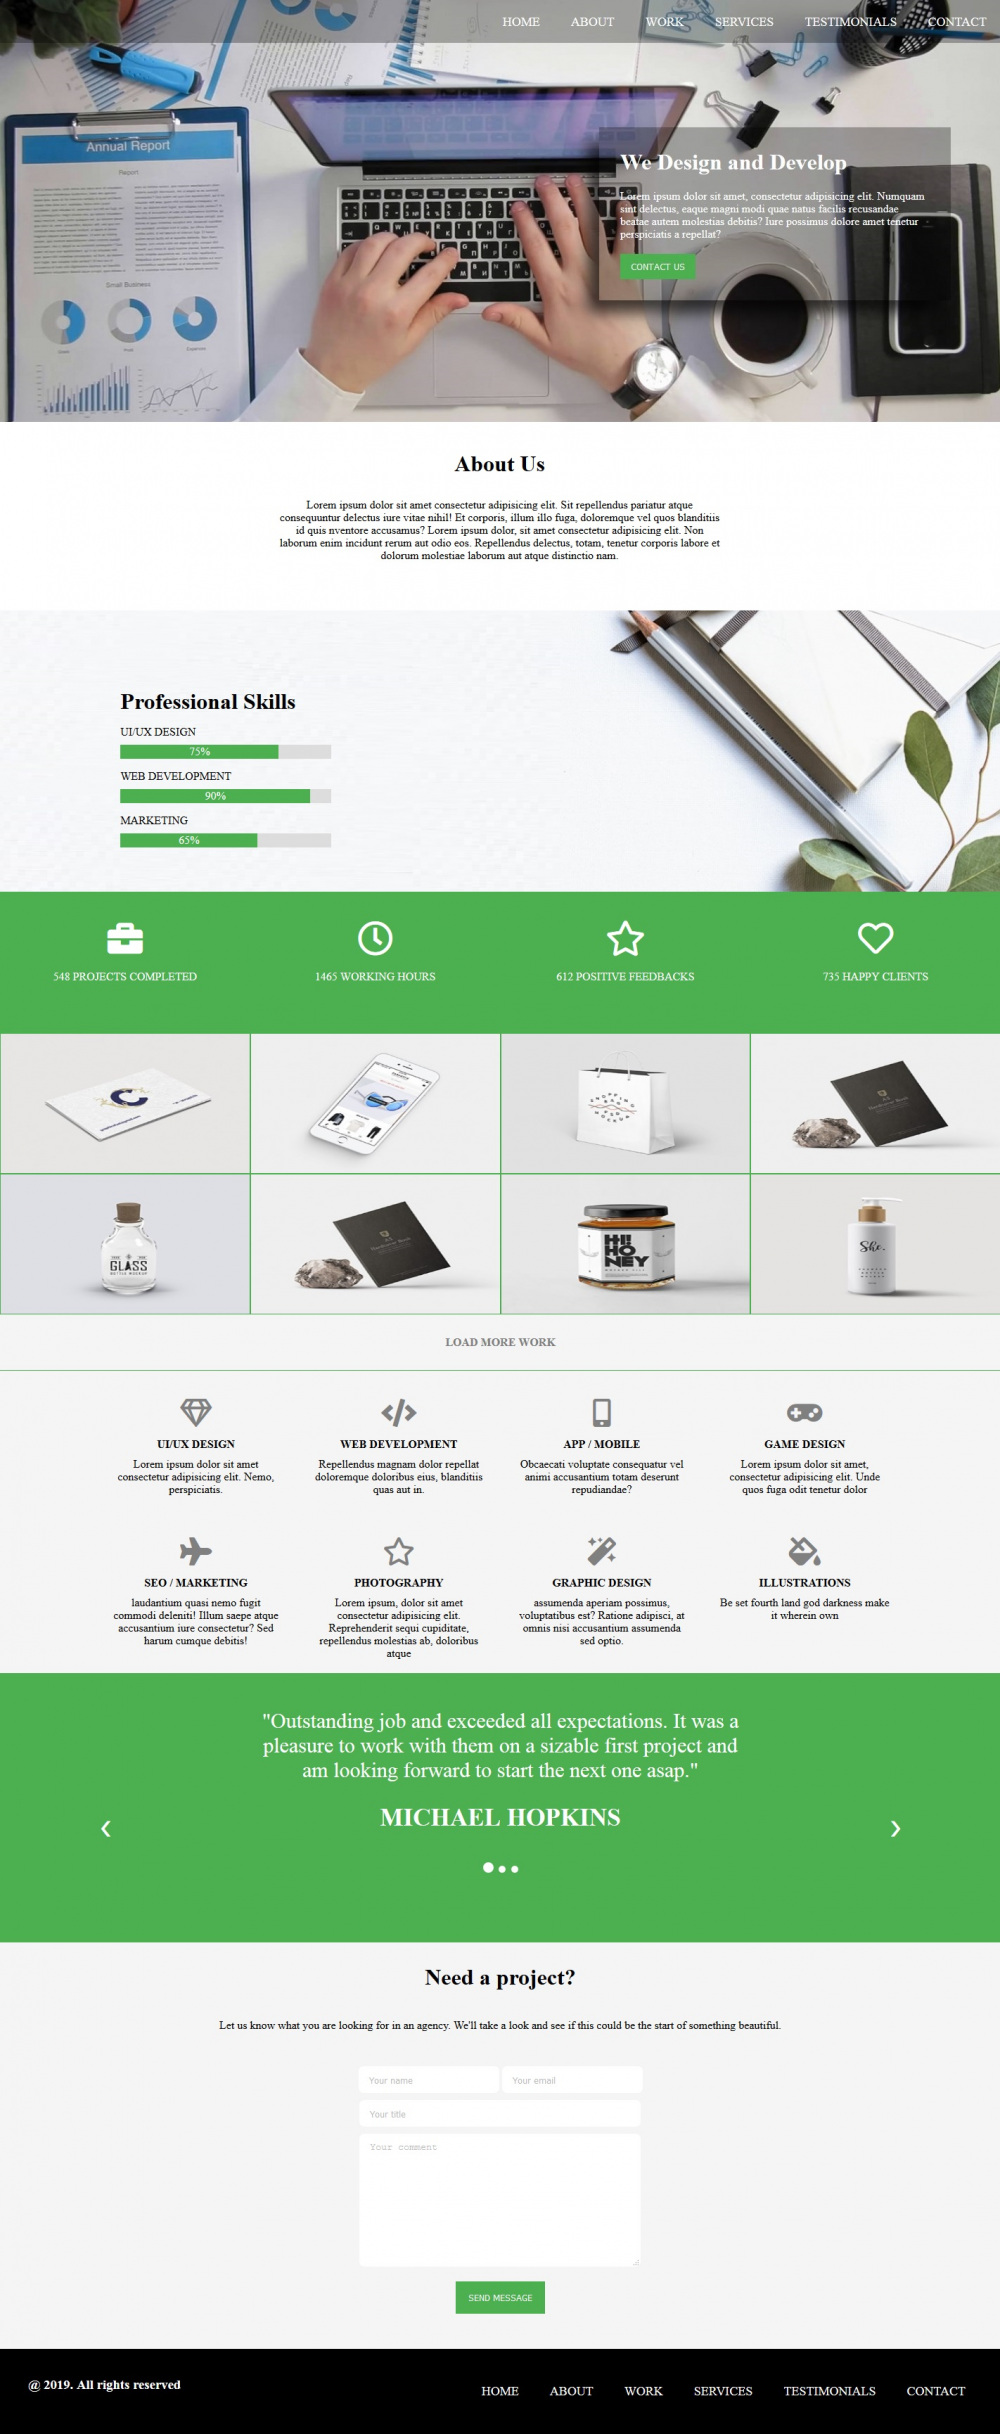 HOME ABOUT WORK SERVICES TESTIMONIALS CONTACT
Annual Report
Report
Small Business
We Design and Develop
Lorem ipsum dolor sit amet, consectetur adipisicing elit. Numquam
sint delectus, eaque magni modi quae natus facilis recusandae
beatae autem molestias debitis? Iure possimus dolore amet tenetur
perspiciatis a repellat?
CONTACT US
About Us
Lorem ipsum dolor sit amet consectetur adipisicing elit. Sit repellendus pariatur atque
consequuntur delectus iure vitae nihil! Et corporis, illum illo fuga, doloremque vel quos blanditiis
id quis nventore accusamus? Lorem ipsum dolor, sit amet consectetur adipisicing elit. Non
laborum enim incidunt rerum aut odio eos. Repellendus delectus, totam, tenetur corporis labore et
dolorum molestiae laborum aut atque distinctio nam.
Professional Skills
UI/UX DESIGN
75%
WEB DEVELOPMENT
90%
MARKETING
65%
548 PROJECTS COMPLETED
1465 WORKING HOURS
612 POSITIVE FEEDBACKS
735 HAPPY CLIENTS
SHOPPING
BAG
PSD
MOCKUP
GLASS
BOTTLE MOCKUP
HI!
HO
NEY
She.
LOAD MORE WORK
UI/UX DESIGN
Lorem ipsum dolor sit amet
consectetur adipisicing elit. Nemo,
perspiciatis.
WEB DEVELOPMENT
Repellendus magnam dolor repellat
doloremque doloribus eius, blanditiis
quas aut in.
APP / MOBILE
Obcaecati voluptate consequatur vel
animi accusantium totam deserunt
repudiandae?
GAME DESIGN
Lorem ipsum dolor sit amet,
consectetur adipisicing elit. Unde
quos fuga odit tenetur dolor
SEO / MARKETING
laudantium quasi nemo fugit
commodi deleniti! Illum saepe atque
accusantium iure consectetur? Sed
harum cumque debitis!
PHOTOGRAPHY
Lorem ipsum, dolor sit amet
consectetur adipisicing elit.
Reprehenderit sequi cupiditate,
repellendus molestias ab, doloribus
atque
GRAPHIC DESIGN
assumenda aperiam possimus,
voluptatibus est? Ratione adipisci, at
omnis nisi accusantium assumenda
sed optio.
ILLUSTRATIONS
Be set fourth land god darkness make
it wherein own
"Outstanding job and exceeded all expectations. It was a
pleasure to work with them on a sizable first project and
am looking forward to start the next one asap."
MICHAEL HOPKINS
Need a project?
Let us know what you are looking for in an agency. We'll take a look and see if this could be the start of something beautiful.
Your name
Your email
Your title
Your comment
SEND MESSAGE
@ 2019. All rights reserved
HOME ABOUT WORK SERVICES TESTIMONIALS CONTACT